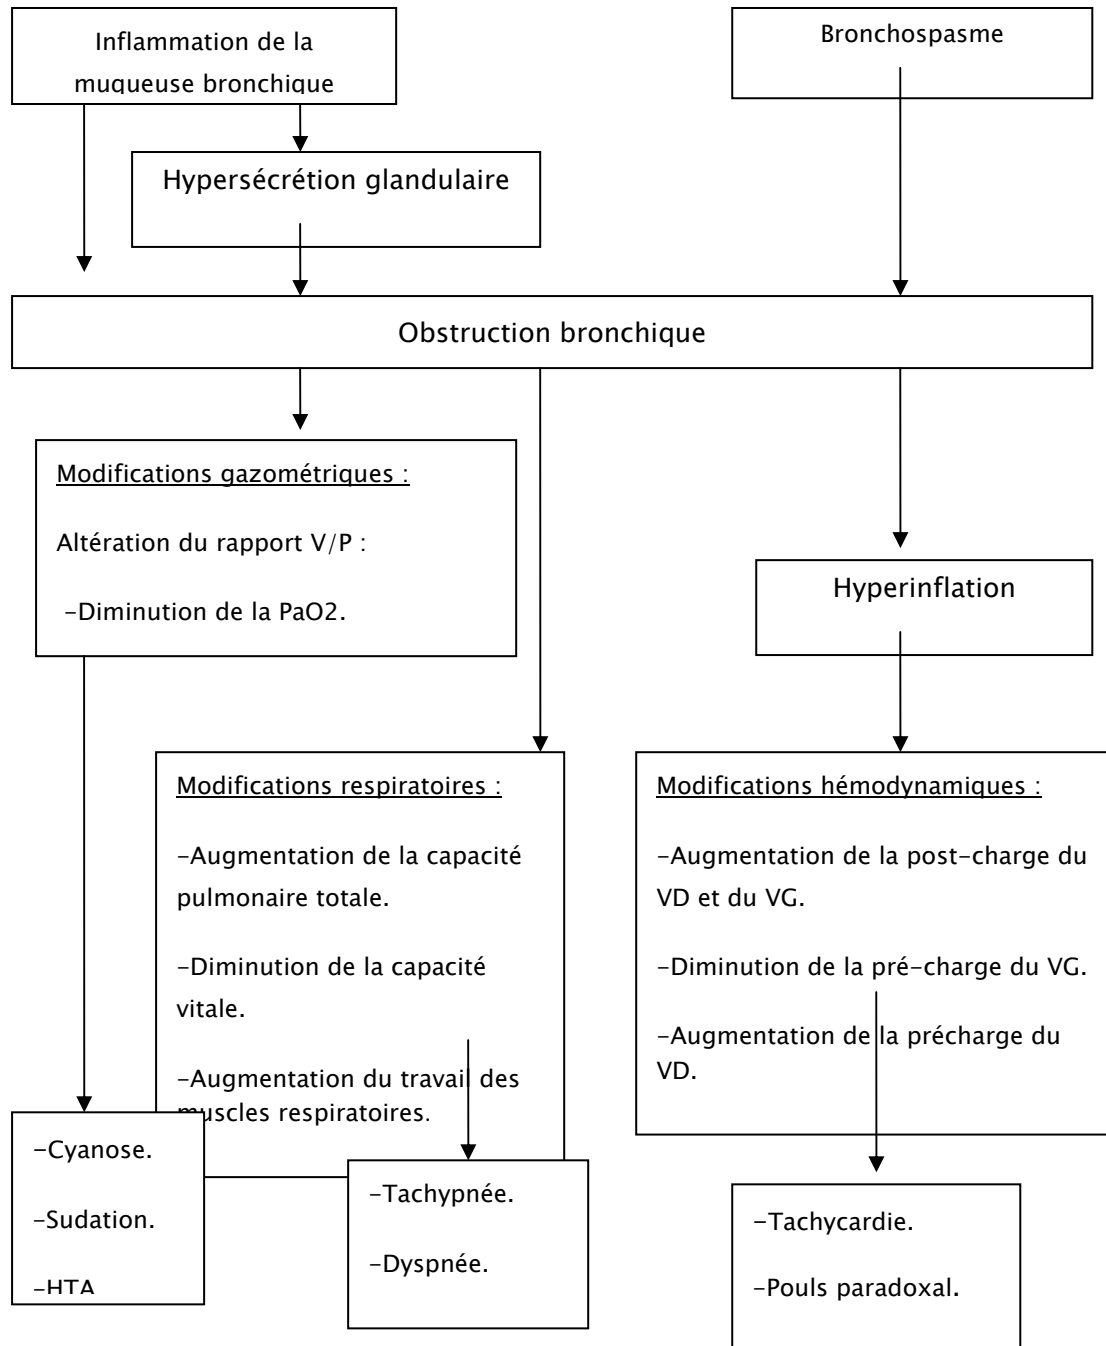 Inflammation de la
muqueuse bronchique
Bronchospasme
Hypersécrétion glandulaire
Obstruction bronchique
Modifications gazométriques :
Altération du rapport V/P :
-Diminution de la PaO2.
Hyperinflation
Modifications respiratoires :
-Augmentation de la capacité
pulmonaire totale.
-Diminution de la capacité
vitale.
-Augmentation du travail des
muscles respiratoires.
Modifications hémodynamiques :
-Augmentation de la post-charge du
VD et du VG.
-Diminution de la pré-charge du VG.
-Augmentation de la précharge du
VD.
-Cyanose.
-Sudation.
-HTA
-Tachypnée.
-Dyspnée.
-Tachycardie.
-Pouls paradoxal.